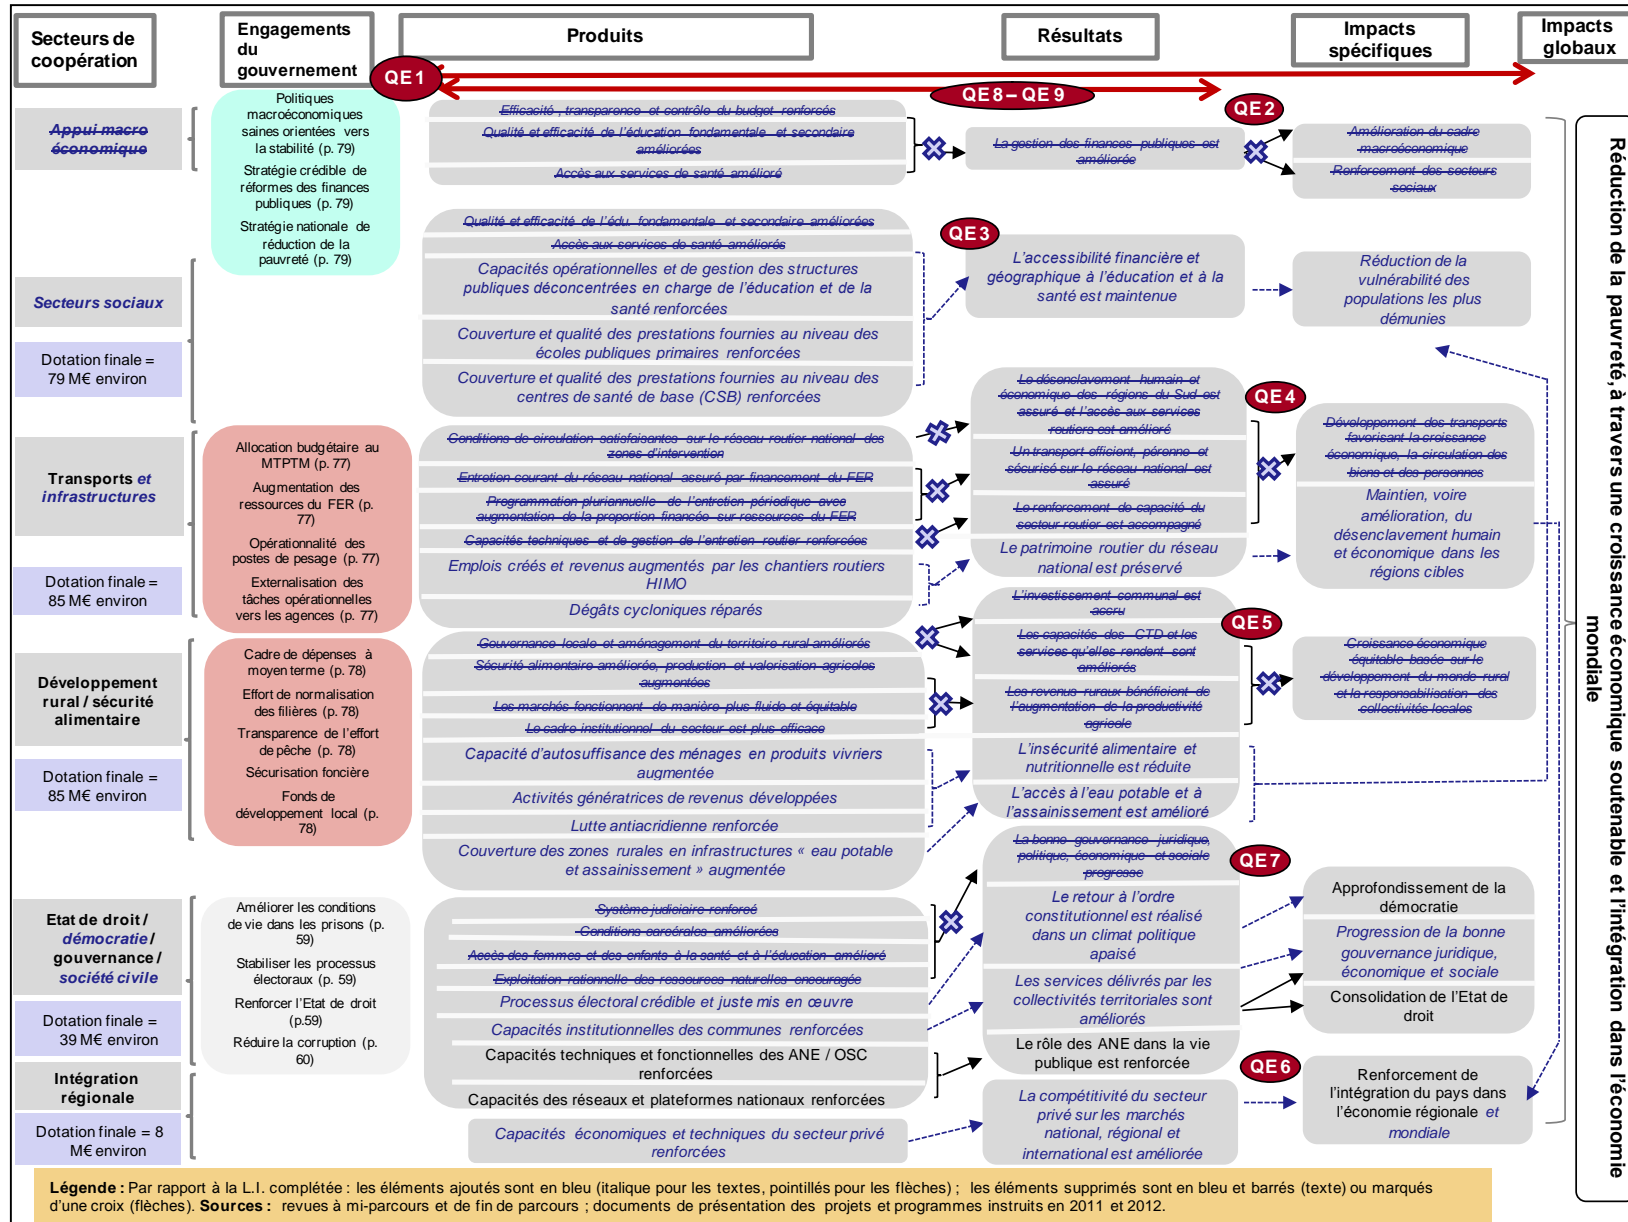 Secteurs de
coopération
Engagements
du
gouvernement
Produits
Résultats
Impacts
spécifiques
Impacts
globaux
QE1
QE8 – QE9
QE2
Appui macro
économique
Politiques
macroéconomiques
saines orientées vers
la stabilité (p. 79)
Stratégie crédible de
réformes des finances
publiques (p. 79)
Stratégie nationale de
réduction de la
pauvreté (p. 79)
Efficacité, transparence et contrôle du budget renforcés
Qualité et efficacité de l'éducation fondamentale et secondaire
améliorées
Accès aux services de santé amélioré
La gestion des finances publiques est
améliorée
Amélioration du cadre
macroéconomique
Renforcement des secteurs
sociaux
Secteurs sociaux
Dotation finale =
79 M€ environ
Qualité et efficacité de l'édu. fondamentale et secondaire améliorées
Accès aux services de santé améliorés
Capacités opérationnelles et de gestion des structures
publiques déconcentrées en charge de l'éducation et de la
santé renforcées
Couverture et qualité des prestations fournies au niveau des
écoles publiques primaires renforcées
Couverture et qualité des prestations fournies au niveau des
centres de santé de base (CSB) renforcées
QE3
L'accessibilité financière et
géographique à l'éducation et à la
santé est maintenue
Réduction de la
vulnérabilité des
populations les plus
démunies
Transports et
infrastructures
Dotation finale =
85 M€ environ
Allocation budgétaire au
MTPTM (p. 77)
Augmentation des
ressources du FER (p.
77)
Opérationnalité des
postes de pesage (p.77)
Externalisation des
tâches opérationnelles
vers les agences (p. 77)
Conditions de circulation satisfaisantes sur le réseau routier national des
zones d'intervention
Entretien courant du réseau national assuré par financement du FER
Programmation pluriannuelle de l'entretien périodique avec
augmentation de la proportion financée sur ressources du FER
Capacités techniques et de gestion de l'entretien routier renforcées
Emplois créés et revenus augmentés par les chantiers routiers
HIMO
Dégâts cycloniques réparés
Le désenclavement humain et
économique des régions du Sud est
assuré et l'accès aux services
routiers est amélioré
Un transport efficient, pérenne et
sécurisé sur le réseau national est
assuré
Le renforcement de capacité du
secteur routier est accompagné
Le patrimoine routier du réseau
national est préservé
QE4
Développement des transports
favorisant la croissance
économique, la circulation des
biens et des personnes
Maintien, voire
amélioration, du
désenclavement humain
et économique dans les
régions cibles
Développement
rural / sécurité
alimentaire
Dotation finale =
85 M€ environ
Cadre de dépenses à
moyen terme (p. 78)
Effort de normalisation
des filières (p. 78)
Transparence de l'effort
de pêche (p. 78)
Sécurisation foncière
Fonds de
développement local (p.
78)
Gouvernance locale et aménagement du territoire rural améliorés
Sécurité alimentaire améliorée, production et valorisation agricoles
augmentées
Les marchés fonctionnent de manière plus fluide et équitable
Le cadre institutionnel du secteur est plus efficace
Capacité d'autosuffisance des ménages en produits vivriers
augmentée
Activités génératrices de revenus développées
Lutte antiacridienne renforcée
Couverture des zones rurales en infrastructures « eau potable
et assainissement » augmentée
L'investissement communal est
accru
Les capacités des CTD et les
services qu'elles rendent sont
améliorés
Les revenus ruraux bénéficient de
l'augmentation de la productivité
agricole
L'insécurité alimentaire et
nutritionnelle est réduite
L'accès à l'eau potable et à
l'assainissement est amélioré
QE5
Croissance économique
équitable basée sur le
développement du monde rural
et la responsabilisation des
collectivités locales
Etat de droit /
démocratie /
gouvernance /
société civile
Dotation finale =
39 M€ environ
Améliorer les conditions
de vie dans les prisons (p.
59)
Stabiliser les processus
électoraux (p. 59)
Renforcer l'Etat de droit
(p.59)
Réduire la corruption (p.
60)
Système judiciaire renforcé
Conditions carcérales améliorées
Accès des femmes et des enfants à la santé et à l'éducation amélioré
Exploitation rationnelle des ressources naturelles encouragée
Processus électoral crédible et juste mis en œuvre
Capacités institutionnelles des communes renforcées
Capacités techniques et fonctionnelles des ANE / OSC
renforcées
Capacités des réseaux et plateformes nationaux renforcées
La bonne gouvernance juridique,
politique, économique et sociale
progresse
Le retour à l'ordre
constitutionnel est réalisé
dans un climat politique
apaisé
Les services délivrés par les
collectivités territoriales sont
améliorés
Le rôle des ANE dans la vie
publique est renforcée
QE7
Approfondissement de la
démocratie
Progression de la bonne
gouvernance juridique,
économique et sociale
Consolidation de l'Etat de
droit
Intégration
régionale
Dotation finale = 8
M€ environ
Capacités économiques et techniques du secteur privé
renforcées
La compétitivité du secteur
privé sur les marchés
national, régional et
international est améliorée
QE6
Renforcement de
l'intégration du pays dans
l'économie régionale et
mondiale
Réduction de la pauvreté, à travers une croissance économique soutenable et l'intégration dans l'économie
mondiale
Légende : Par rapport à la L.I. complétée : les éléments ajoutés sont en bleu (italique pour les textes, pointillés pour les flèches) ; les éléments supprimés sont en bleu et barrés (texte) ou marqués
d'une croix (flèches). Sources : revues à mi-parcours et de fin de parcours ; documents de présentation des projets et programmes instruits en 2011 et 2012.